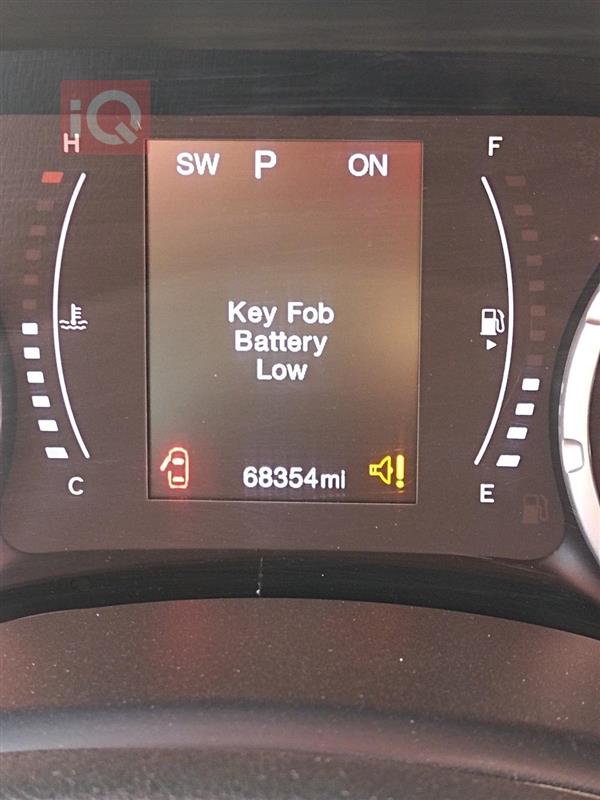 iQ
H
SW P ON
F
Key Fob
Battery
Low
C
68354mi
E